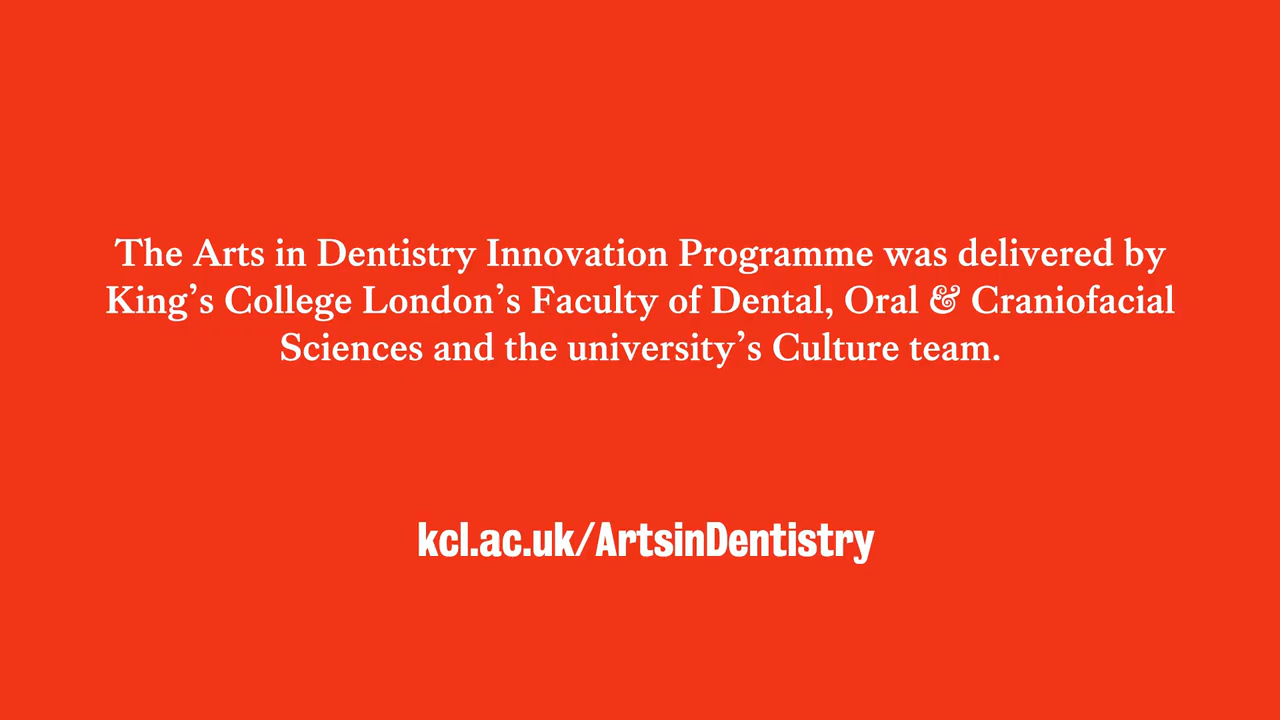 The Arts in Dentistry Innovation Programme was delivered by
King’s College London’s Faculty of Dental, Oral & Craniofacial
Sciences and the university’s Culture team.
kcl.ac.uk/ArtsinDentistry